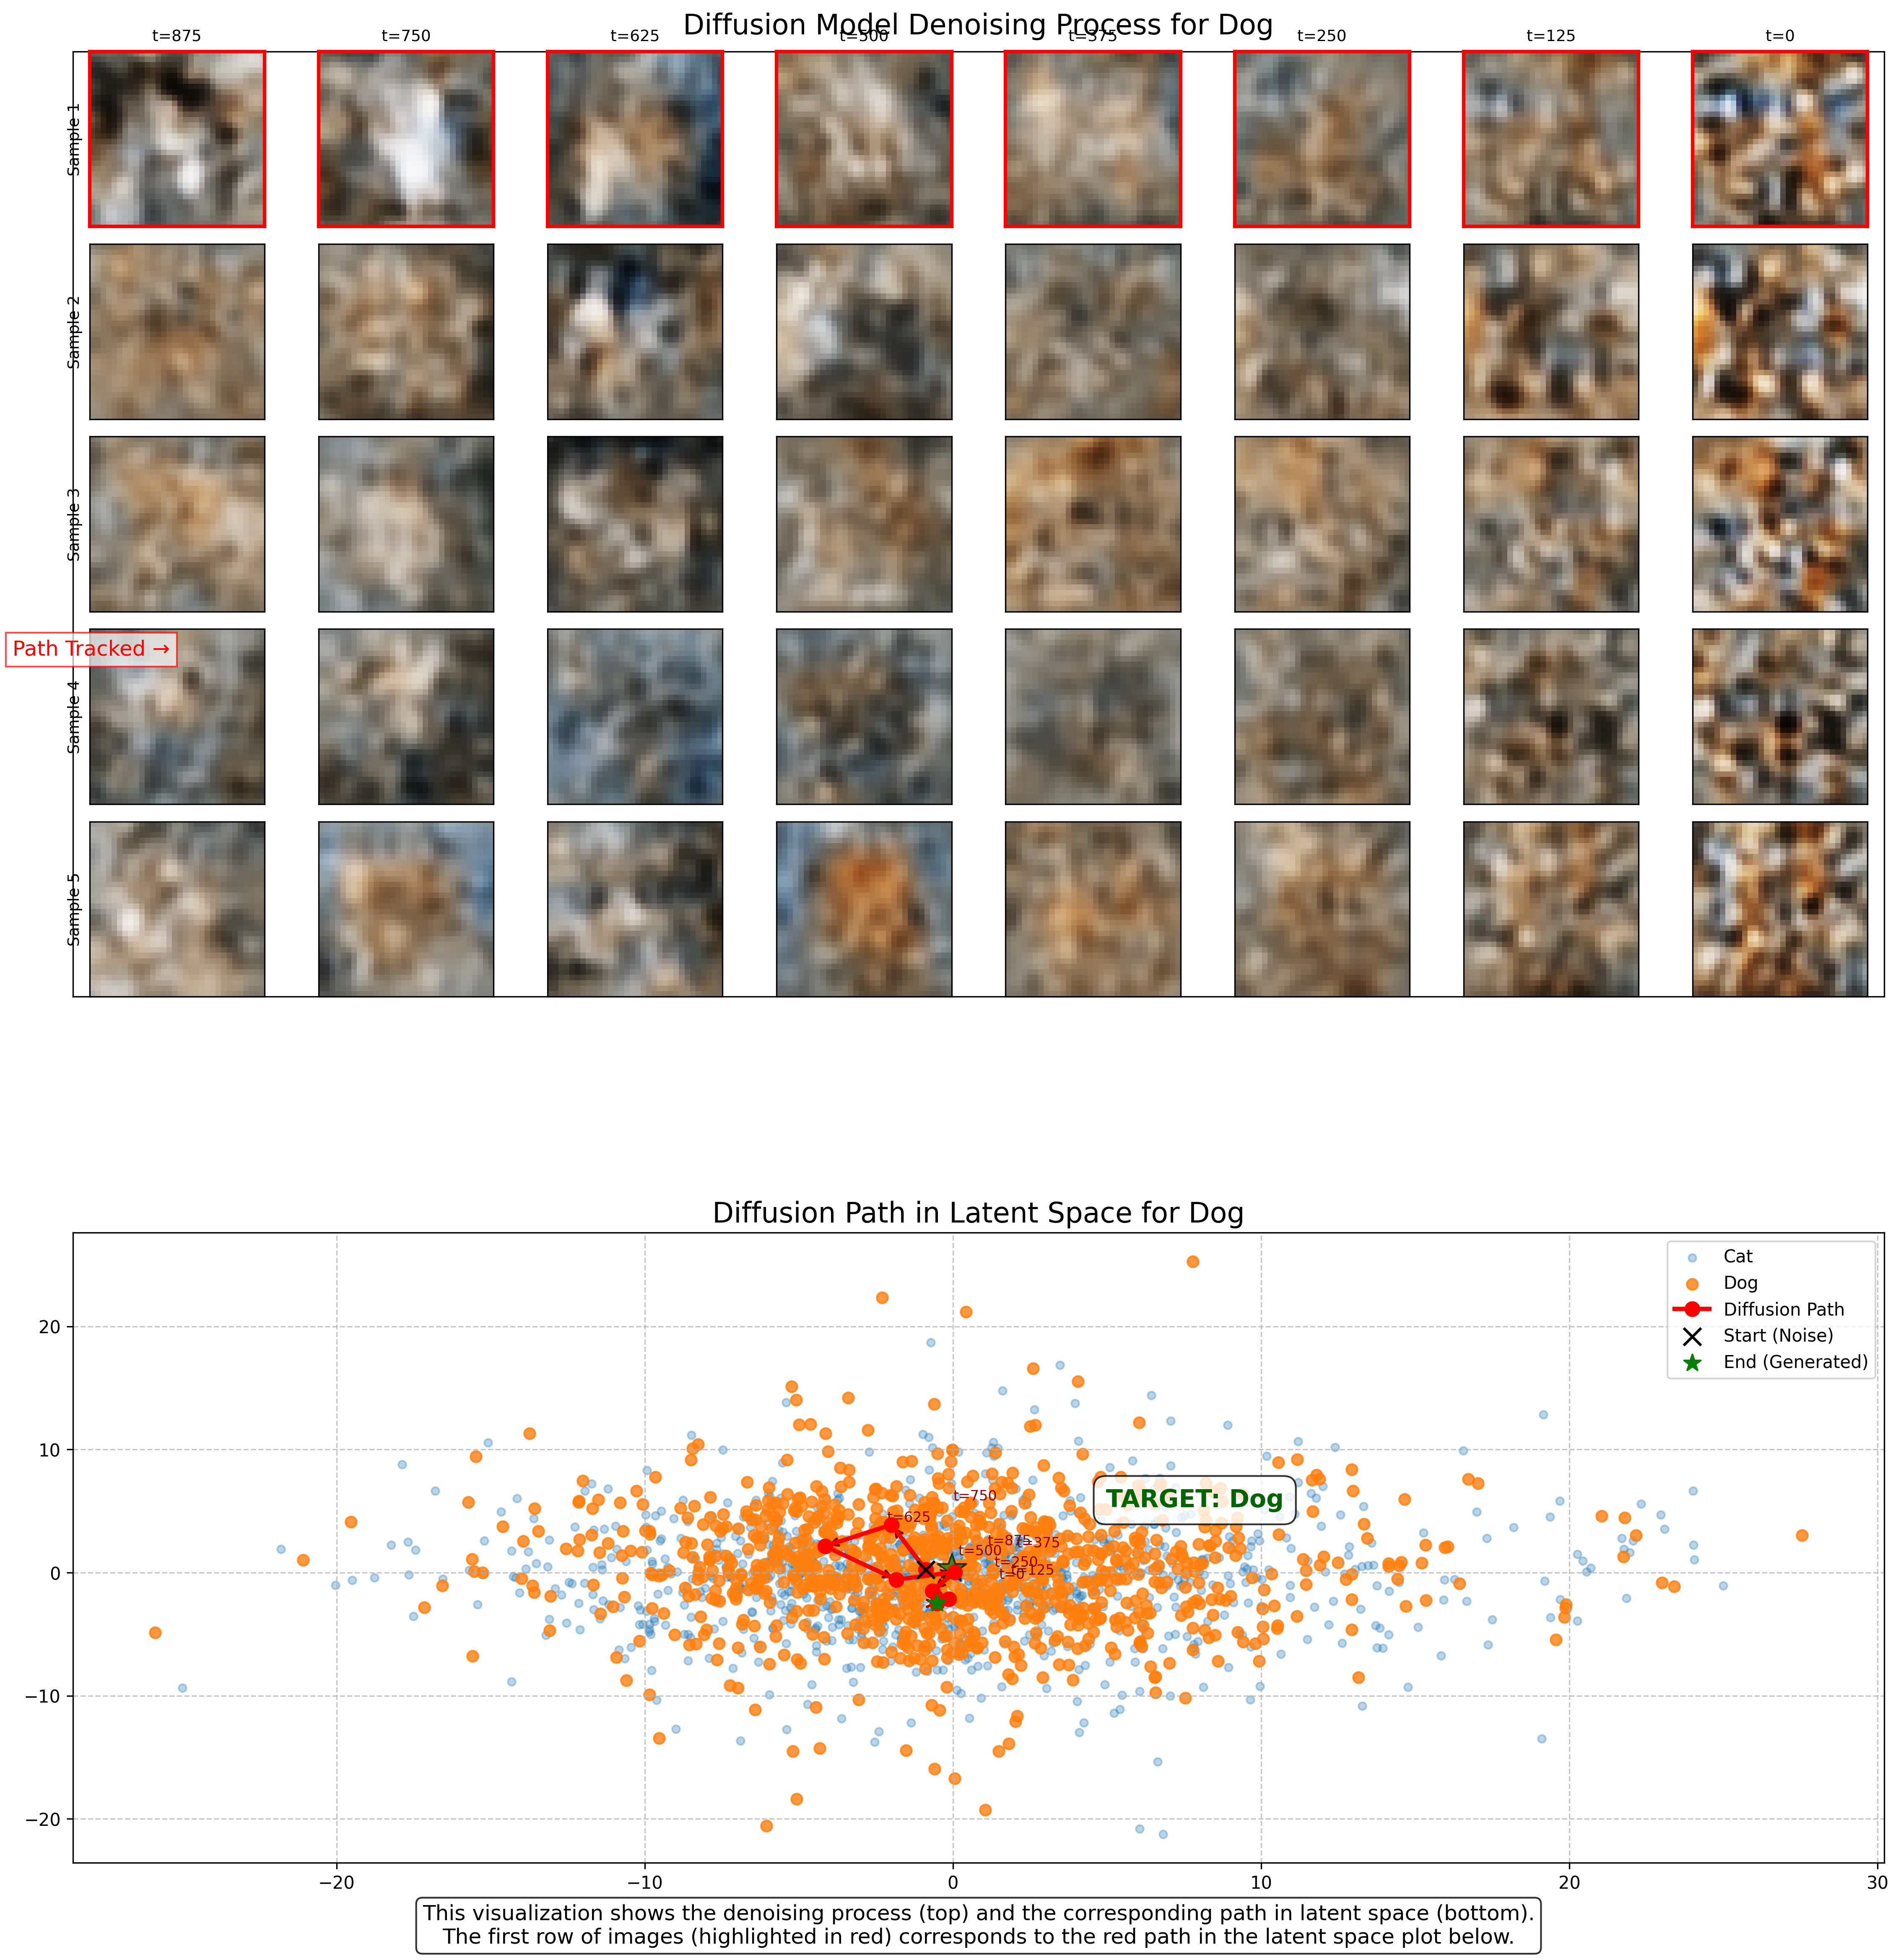 Diffusion Model Denoising Process for Dog
t=875 t=750 t=625 t=500 t=375 t=250 t=125 t=0
Sample 1
Sample 2
Sample 3
Path Tracked →
Sample 4
Sample 5
Diffusion Path in Latent Space for Dog
Cat
Dog
Diffusion Path
Start (Noise)
End (Generated)
20
10
0
−10
−20
TARGET: Dog
t=750
t=625
t=875
t=375
t=500
t=250
t=125
t=0
−20 −10 0 10 20 30
This visualization shows the denoising process (top) and the corresponding path in latent space (bottom).
The first row of images (highlighted in red) corresponds to the red path in the latent space plot below.